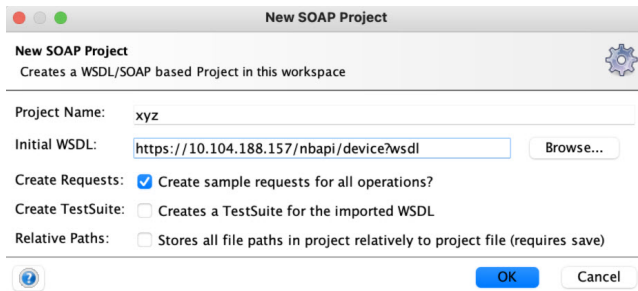 New SOAP Project
New SOAP Project
Creates a WSDL/SOAP based Project in this workspace
Project Name: xyz
Initial WSDL: https://10.104.188.157/nbapi/device?wsdl Browse...
Create Requests: Create sample requests for all operations?
Create TestSuite: Creates a TestSuite for the imported WSDL
Relative Paths: Stores all file paths in project relatively to project file (requires save)
? OK Cancel